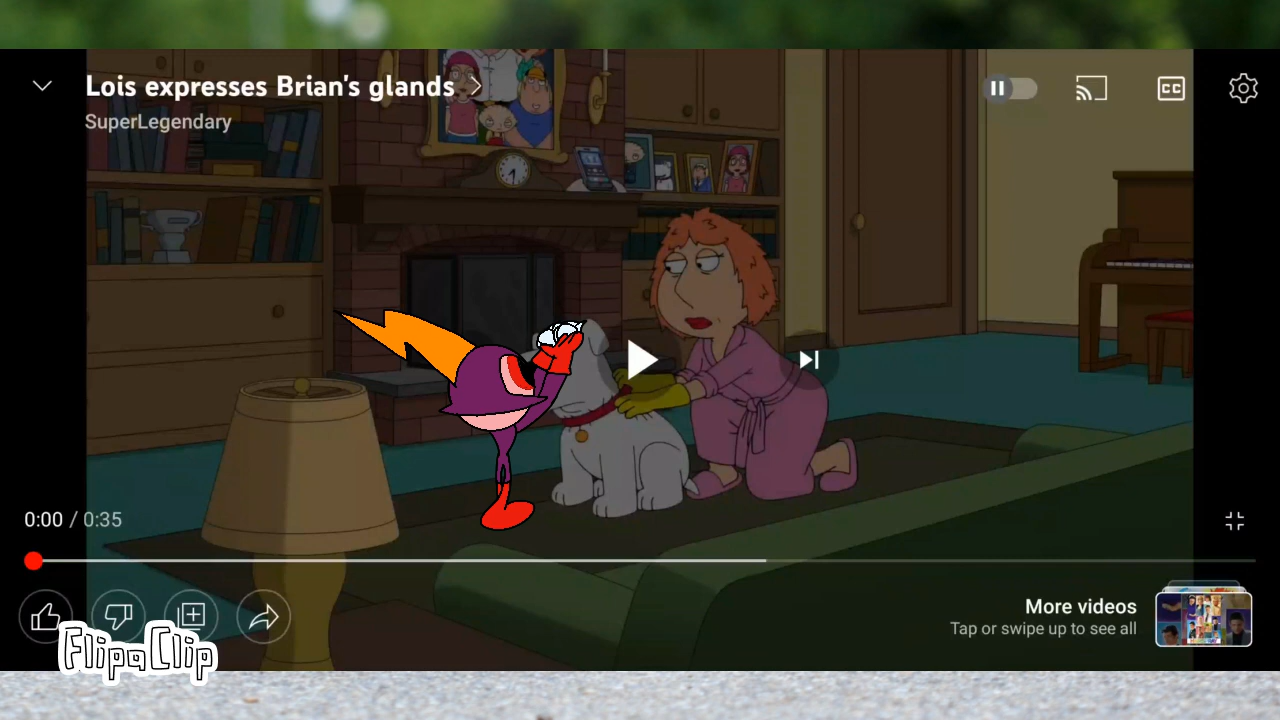 Lois expresses Brian's glands
SuperLegendary
CC
0:00 / 0:35
More videos
Tap or swipe up to see all
FlipaClip